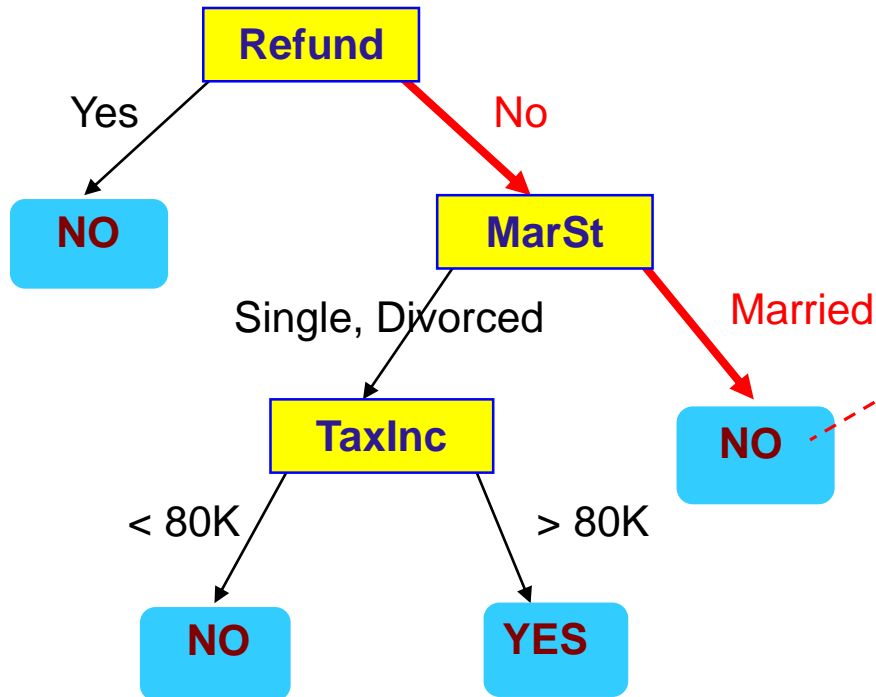 Refund
Yes
No
NO
MarSt
Single, Divorced
Married
TaxInc
NO
< 80K
> 80K
NO
YES